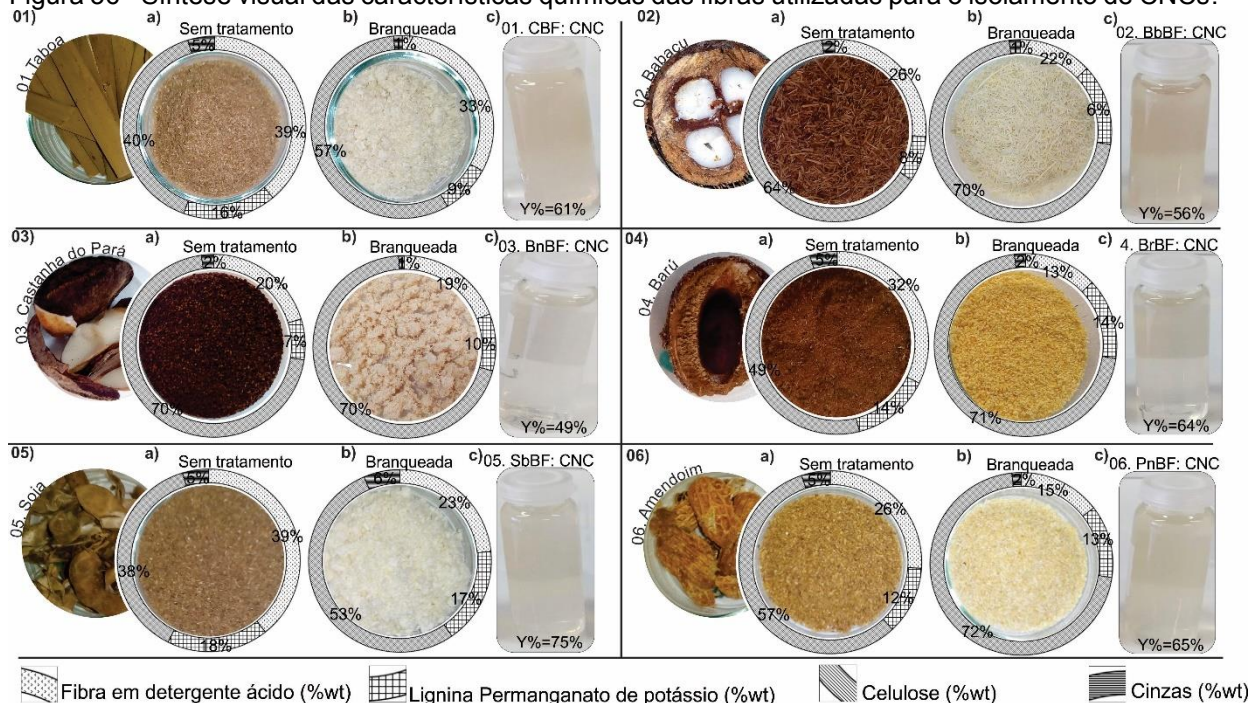 Figura 36 - Síntese visual das características químicas das fibras utilizadas para o isolamento de CNCs.
01)
01. Taboa
a)
Sem tratamento
5%
39%
16%
40%
b)
Branqueada
1%
33%
9%
57%
c)
01. CBF: CNC
Y%=61%
02)
02. Babaçu
a)
Sem tratamento
2%
26%
8%
64%
b)
Branqueada
1%
22%
6%
70%
c)
02. BbBF: CNC
Y%=56%
03)
03. Castanha do Pará
a)
Sem tratamento
2%
20%
7%
70%
b)
Branqueada
1%
19%
10%
70%
c)
03. BnBF: CNC
Y%=49%
04)
04. Barú
a)
Sem tratamento
5%
32%
14%
49%
b)
Branqueada
2%
13%
14%
71%
c)
4. BrBF: CNC
Y%=64%
05)
05. Soja
a)
Sem tratamento
6%
39%
18%
38%
b)
Branqueada
6%
23%
17%
53%
c)
05. SbBF: CNC
Y%=75%
06)
06. Amendoim
a)
Sem tratamento
5%
26%
12%
57%
b)
Branqueada
2%
15%
13%
72%
c)
06. PnBF: CNC
Y%=65%
Fibra em detergente ácido (%wt)
Lignina Permanganato de potássio (%wt)
Celulose (%wt)
Cinzas (%wt)